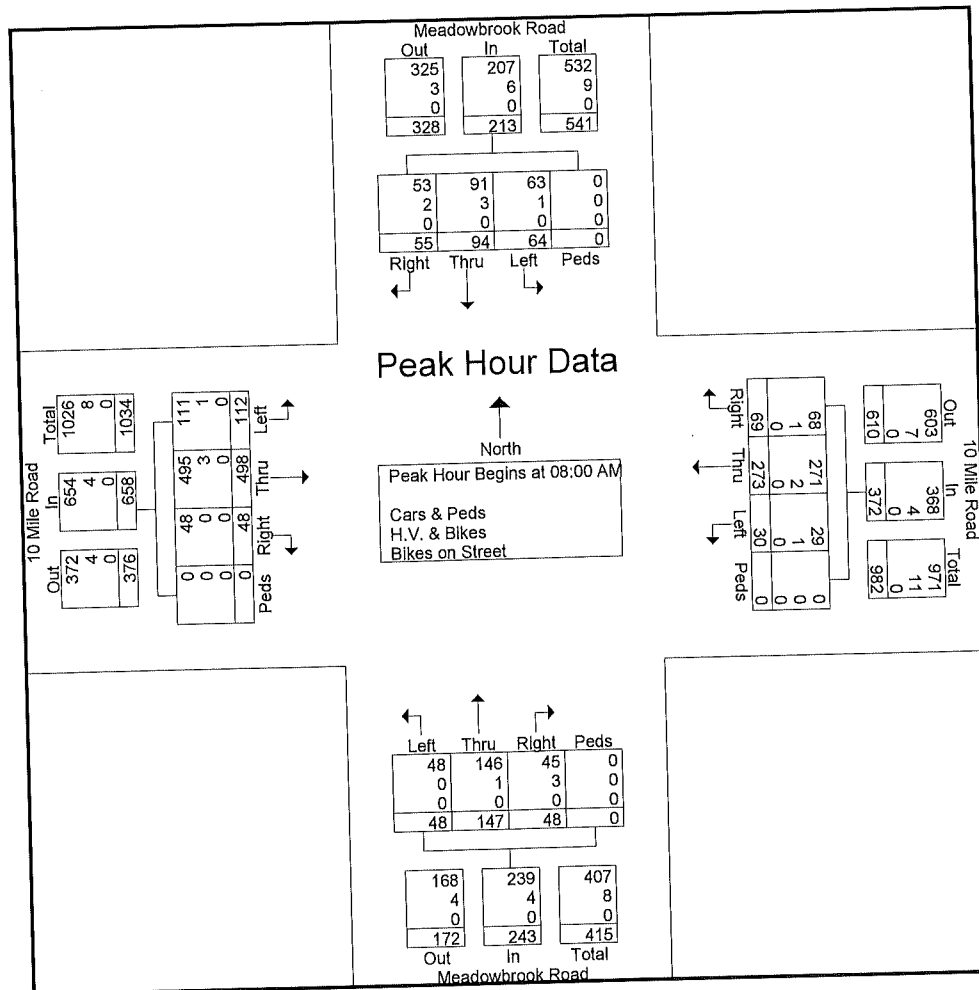 Meadowbrook Road
Out In Total
325 207 532
3 6 9
0 0 0
328 213 541
53 91 63 0
2 3 1 0
0 0 0 0
55 94 64 0
Right Thru Left Peds
Peak Hour Data
North
Peak Hour Begins at 08:00 AM
Cars & Peds
H.V. & Bikes
Bikes on Street
10 Mile Road
Out In Total
372 654 1026
4 4 8
0 0 0
376 658 1034
0 48 495 111
0 0 3 1
0 0 0 0
0 48 498 112
Peds Right Thru Left
10 Mile Road
Out In Total
603 368 971
7 4 11
0 0 0
610 372 982
68 271 29 0
1 2 1 0
0 0 0 0
69 273 30 0
Right Thru Left Peds
Left Thru Right Peds
48 146 45 0
0 1 3 0
0 0 0 0
48 147 48 0
168 239 407
4 4 8
0 0 0
172 243 415
Out In Total
Meadowbrook Road